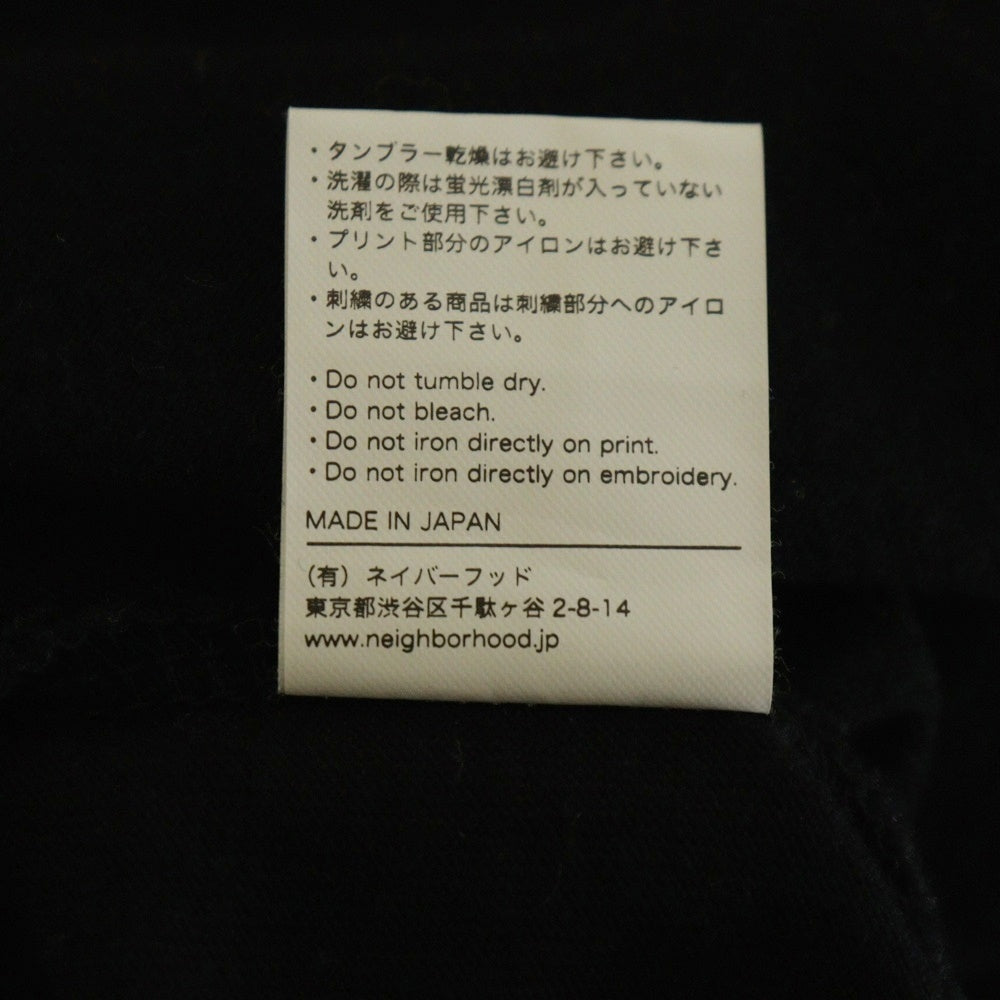 ・タンブラー乾燥はお避け下さい。
・洗濯の際は蛍光漂白剤が入っていない
洗剤をご使用下さい。
・プリント部分のアイロンはお避け下さ
い。
・刺繍のある商品は刺繍部分へのアイロ
ンはお避け下さい。
・Do not tumble dry.
・Do not bleach.
・Do not iron directly on print.
・Do not iron directly on embroidery.
MADE IN JAPAN
(有) ネイバーフッド
東京都渋谷区千駄ヶ谷 2-8-14
www.neighborhood.jp